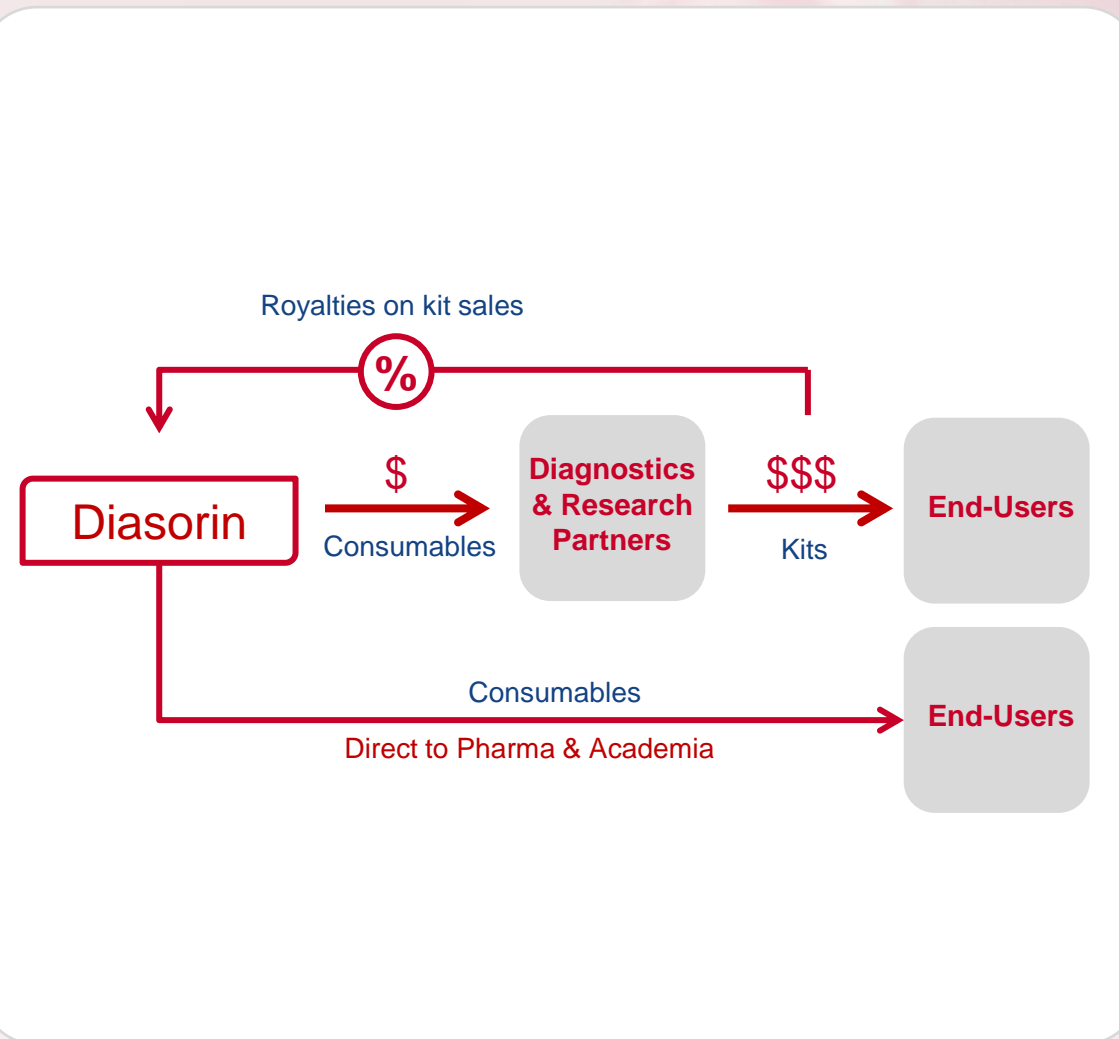 Royalties on kit sales
%
Diasorin
$
Consumables
Diagnostics
& Research
Partners
$$$
Kits
End-Users
Consumables
Direct to Pharma & Academia
End-Users